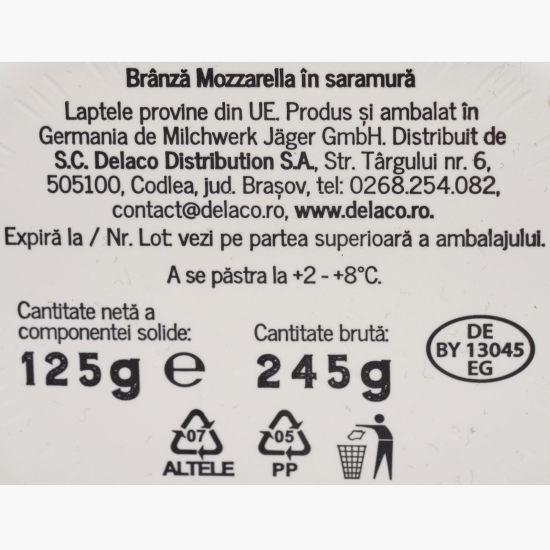 Brânză Mozzarella în saramură
Laptele provine din UE. Produs și ambalat în
Germania de Milchwerk Jäger GmbH. Distribuit de
S.C. Delaco Distribution S.A., Str. Târgului nr. 6,
505100, Codlea, jud. Brașov, tel: 0268.254.082,
contact@delaco.ro, www.delaco.ro.
Expiră la / Nr. Lot: vezi pe partea superioară a ambalajului.
A se păstra la +2 - +8°C.
Cantitate netă a
componentei solide:
125g ℮
Cantitate brută:
245g
DE
BY 13045
EG
07
ALTELE
05
PP